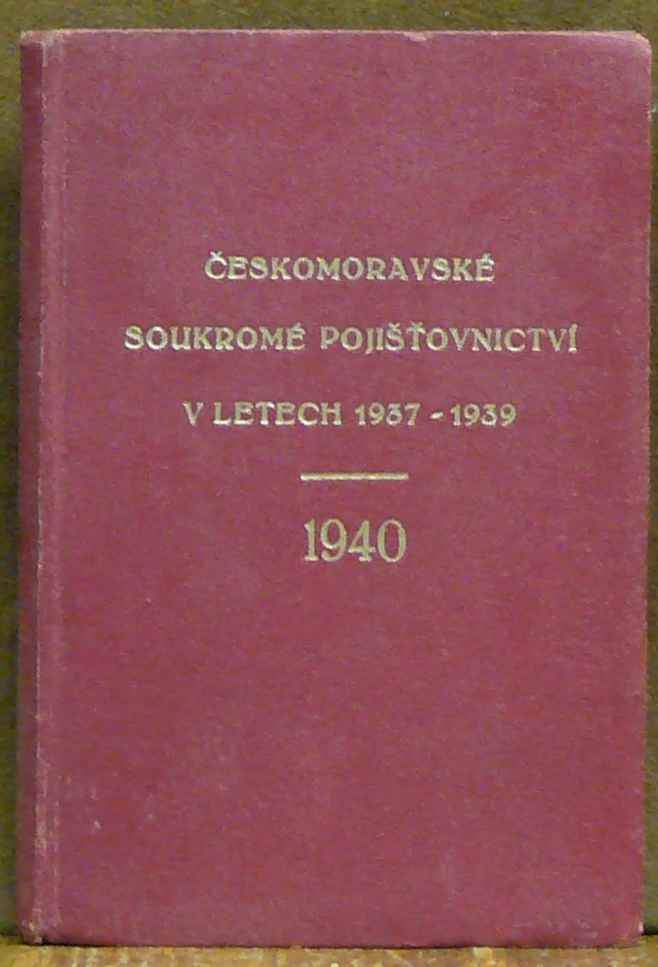 ČESKOMORAVSKÉ
SOUKROMÉ POJIŠŤOVNICTVÍ
V LETECH 1937 - 1939
1940